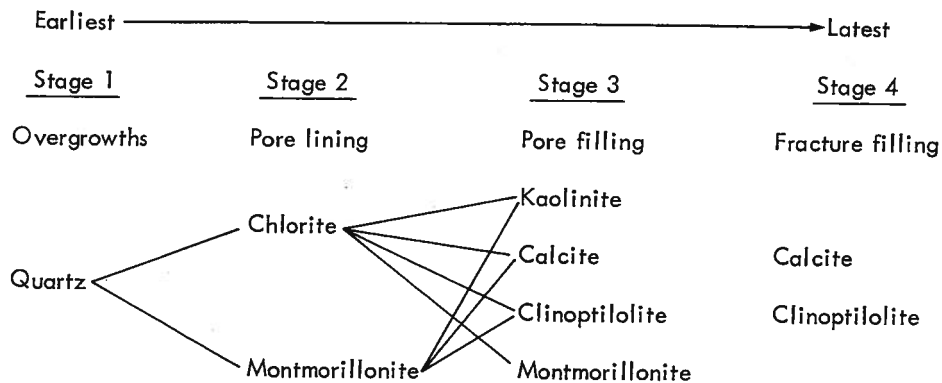 Earliest Latest
Stage 1 Stage 2 Stage 3 Stage 4
Overgrowths Pore lining Pore filling Fracture filling
Kaolinite
Chlorite
Calcite Calcite
Quartz
Clinoptilolite Clinoptilolite
Montmorillonite Montmorillonite